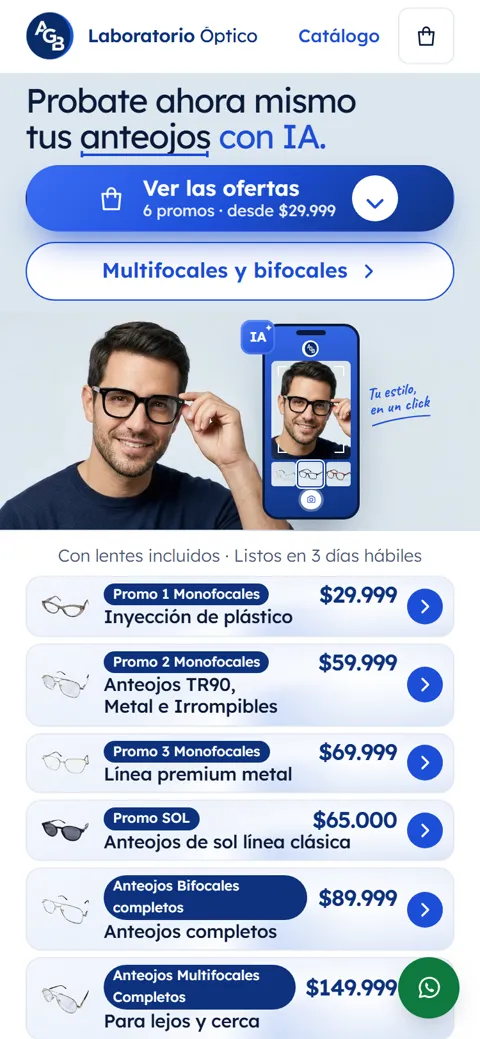 AGB
Laboratorio Óptico
Catálogo
Probate ahora mismo
tus anteojos con IA.
Ver las ofertas
6 promos · desde $29.999
Multifocales y bifocales
IA
AGB
Tu estilo,
en un click
Con lentes incluidos · Listos en 3 días hábiles
Promo 1 Monofocales
$29.999
Inyección de plástico
Promo 2 Monofocales
$59.999
Anteojos TR90,
Metal e Irrompibles
Promo 3 Monofocales
$69.999
Línea premium metal
Promo SOL
$65.000
Anteojos de sol línea clásica
Anteojos Bifocales
completos
$89.999
Anteojos completos
Anteojos Multifocales
Completos
$149.999
Para lejos y cerca